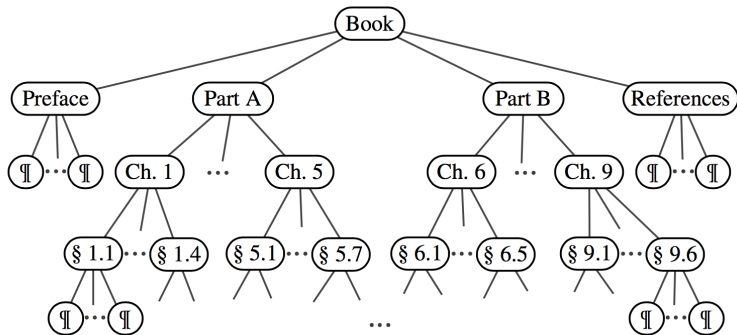 Book
Preface Part A Part B References
¶ ... ¶ Ch. 1 ... Ch. 5 Ch. 6 ... Ch. 9 ¶ ... ¶
§ 1.1 ... § 1.4 § 5.1 ... § 5.7 § 6.1 ... § 6.5 § 9.1 ... § 9.6
¶ ... ¶ ... ¶ ... ¶